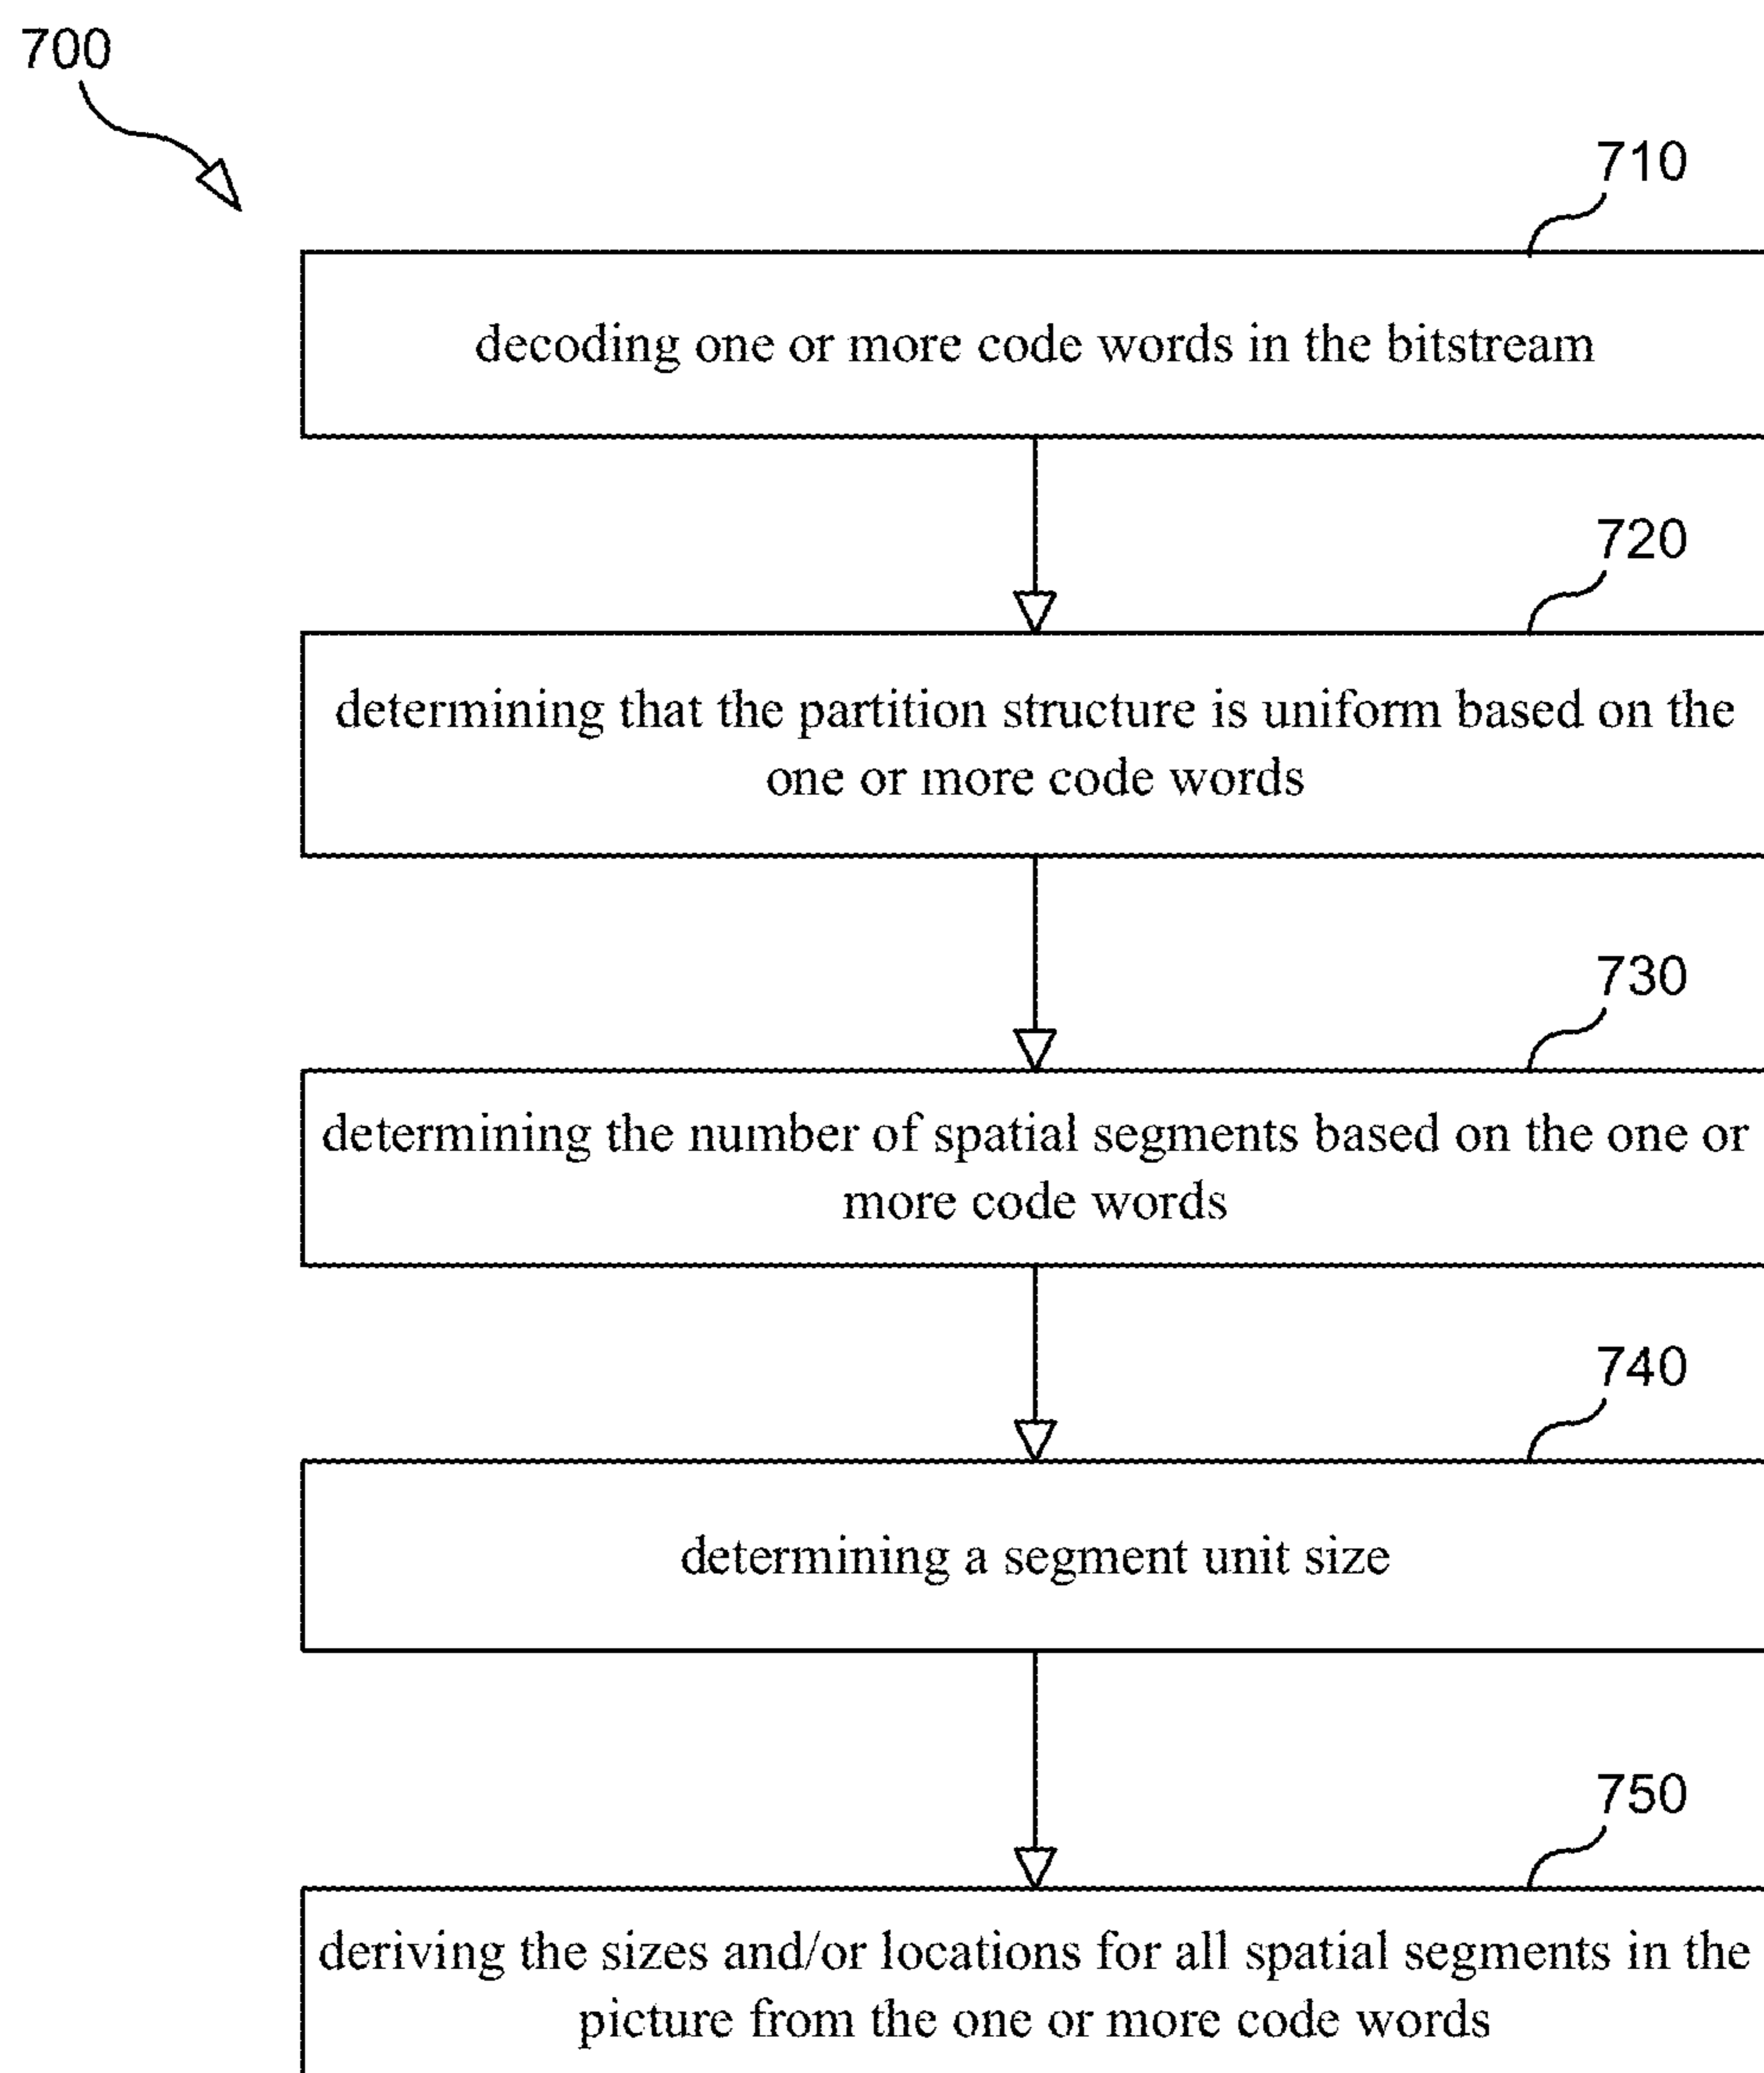 700
710
decoding one or more code words in the bitstream
720
determining that the partition structure is uniform based on the
one or more code words
730
determining the number of spatial segments based on the one or
more code words
740
determining a segment unit size
750
deriving the sizes and/or locations for all spatial segments in the
picture from the one or more code words